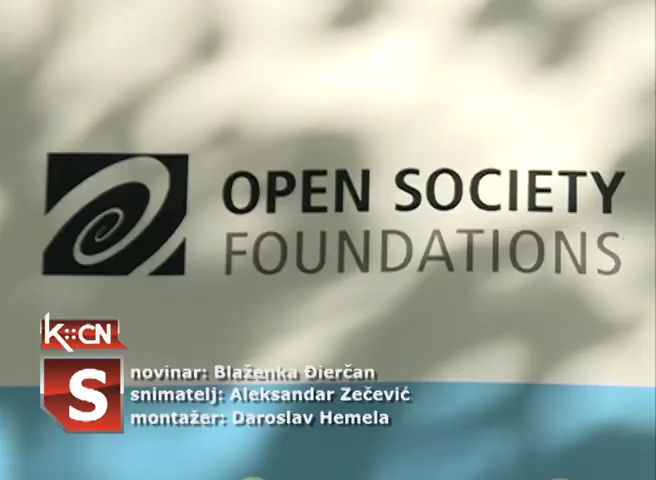 OPEN SOCIETY
FOUNDATIONS
K::CN
S
novinar: Blaženka Đierčan
snimatelj: Aleksandar Zečević
montažer: Daroslav Hemela